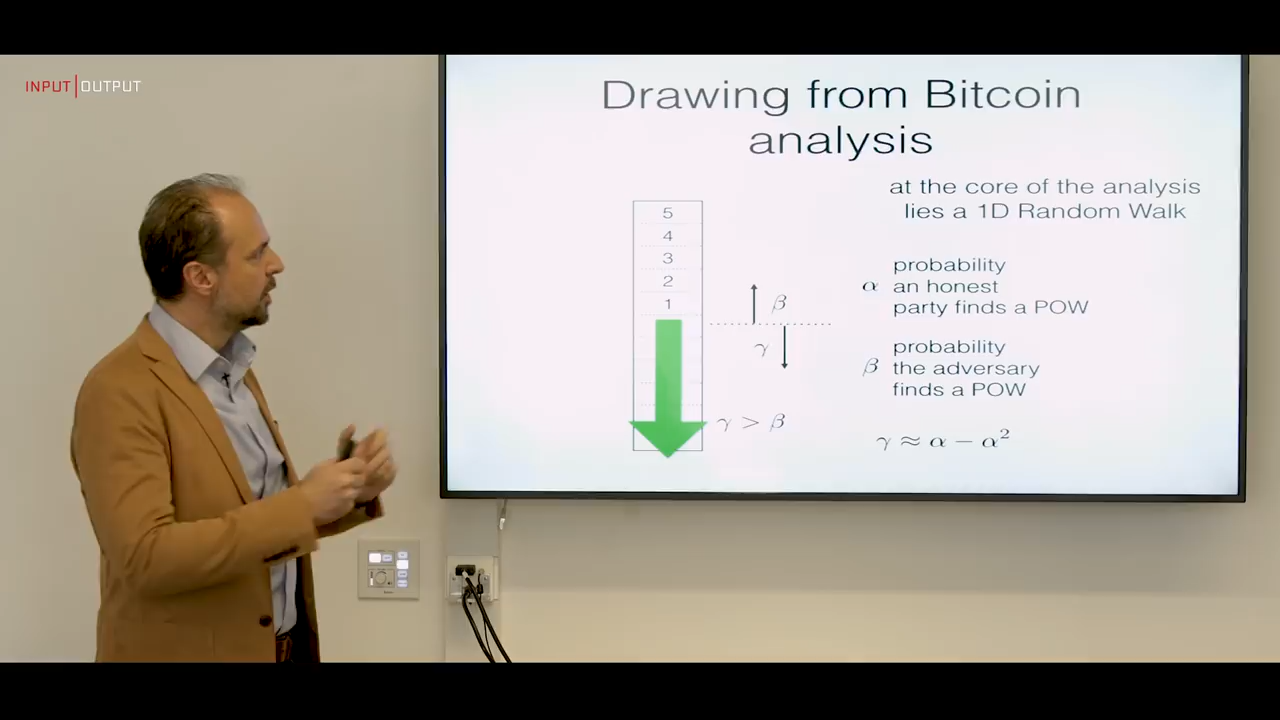 INPUT|OUTPUT
Drawing from Bitcoin
analysis
at the core of the analysis
lies a 1D Random Walk
5
4
3
2
1
β
γ
γ > β
probability
α an honest
party finds a POW
probability
β the adversary
finds a POW
γ ≈ α − α²